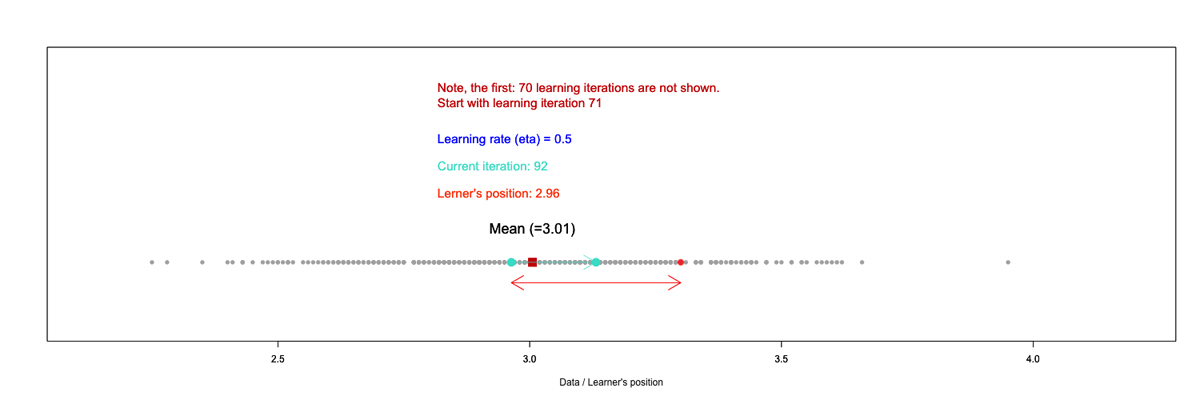 Note, the first: 70 learning iterations are not shown.
Start with learning iteration 71
Learning rate (eta) = 0.5
Current iteration: 92
Lerner's position: 2.96
Mean (=3.01)
2.5
3.0
3.5
4.0
Data / Learner's position